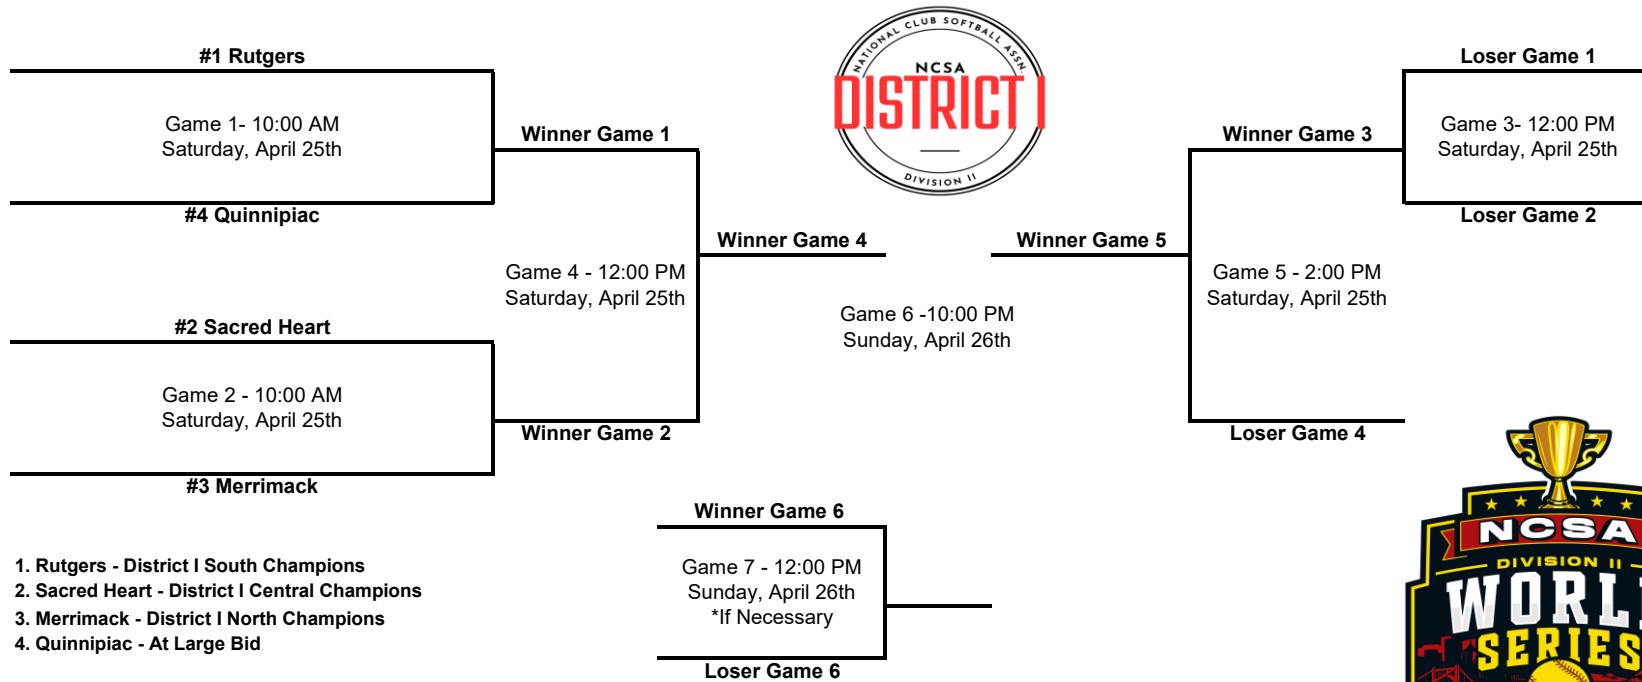 #1 Rutgers
Game 1- 10:00 AM
Saturday, April 25th
#4 Quinnipiac
#2 Sacred Heart
Game 2 - 10:00 AM
Saturday, April 25th
#3 Merrimack
Winner Game 1
Game 4 - 12:00 PM
Saturday, April 25th
Winner Game 2
Winner Game 4
NATIONAL CLUB SOFTBALL ASSN.
NCSA
DISTRICT I
DIVISION II
Game 6 -10:00 PM
Sunday, April 26th
Winner Game 5
Winner Game 3
Game 5 - 2:00 PM
Saturday, April 25th
Loser Game 4
Loser Game 1
Game 3- 12:00 PM
Saturday, April 25th
Loser Game 2
Winner Game 6
Game 7 - 12:00 PM
Sunday, April 26th
*If Necessary
Loser Game 6
1. Rutgers - District I South Champions
2. Sacred Heart - District I Central Champions
3. Merrimack - District I North Champions
4. Quinnipiac - At Large Bid
NCSA
DIVISION II
WORL
SERIES